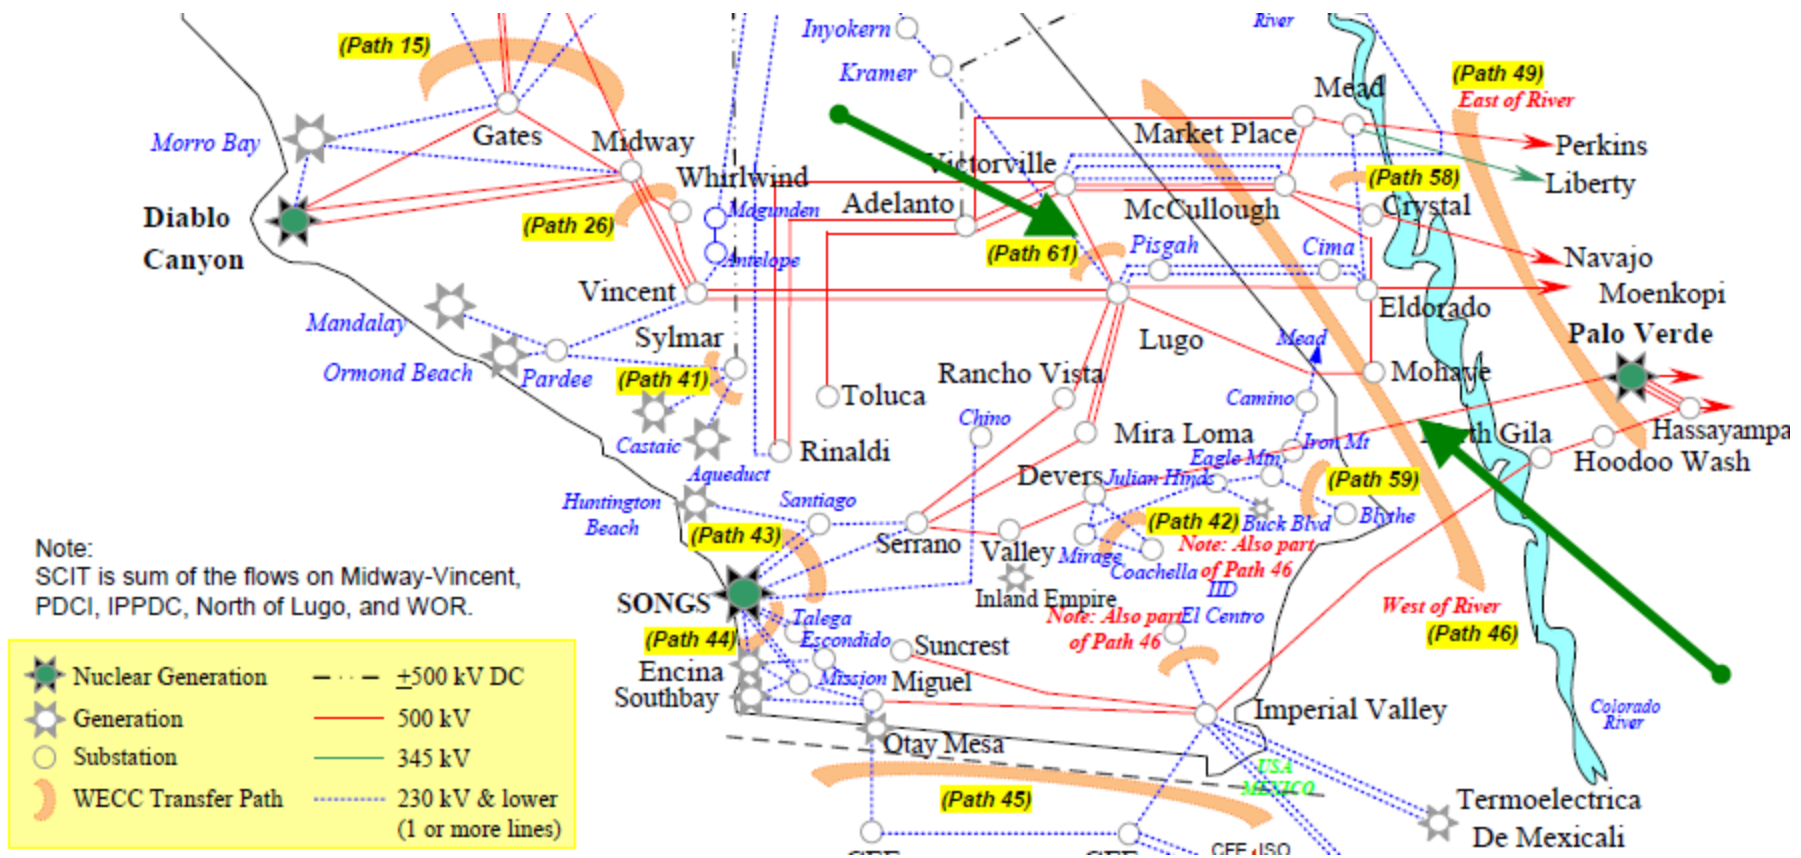 Inyokern
River
(Path 15)
Kramer
(Path 49)
East of River
Mead
Morro Bay
Gates
Midway
Market Place
Perkins
Victorville
Whirlwind
(Path 58)
Liberty
Diablo
Canyon
(Path 26)
Magunden
Adelanto
McCullough
Crystal
Antelope
(Path 61)
Pisgah
Cima
Navajo
Vincent
Moenkopi
Eldorado
Mandalay
Sylmar
Lugo
Mead
Palo Verde
Ormond Beach
Pardee
(Path 41)
Rancho Vista
Mohave
Toluca
Camino
Castaic
Chino
Rinaldi
Mira Loma
Iron Mt
North Gila
Hassayampa
Aqueduct
Eagle Mtn
Hoodoo Wash
Devers
Julian Hinds
(Path 59)
Huntington
Beach
Santiago
(Path 43)
(Path 42)
Buck Blvd
Blythe
Serrano
Valley
Mirage
Note: Also part
of Path 46
Coachella
Note:
SCIT is sum of the flows on Midway-Vincent,
PDCI, IPPDC, North of Lugo, and WOR.
SONGS
Inland Empire
IID
West of River
(Path 46)
Talega
Note: Also part
of Path 46
El Centro
(Path 44)
Escondido
Suncrest
Encina
Mission
Miguel
Southbay
Imperial Valley
Colorado
River
Otay Mesa
USA
MEXICO
(Path 45)
Termoelectrica
De Mexicali
CFE
CFE
CFE-ISO
Nuclear Generation
+500 kV DC
Generation
500 kV
Substation
345 kV
WECC Transfer Path
230 kV & lower
(1 or more lines)